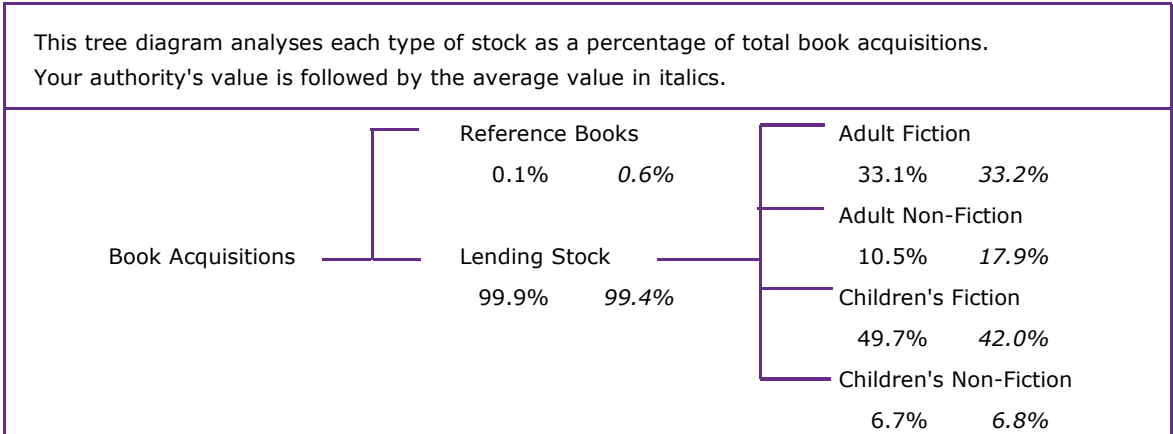 This tree diagram analyses each type of stock as a percentage of total book acquisitions.
Your authority's value is followed by the average value in italics.
Reference Books
0.1% 0.6%
Book Acquisitions
Lending Stock
99.9% 99.4%
Adult Fiction
33.1% 33.2%
Adult Non-Fiction
10.5% 17.9%
Children's Fiction
49.7% 42.0%
Children's Non-Fiction
6.7% 6.8%